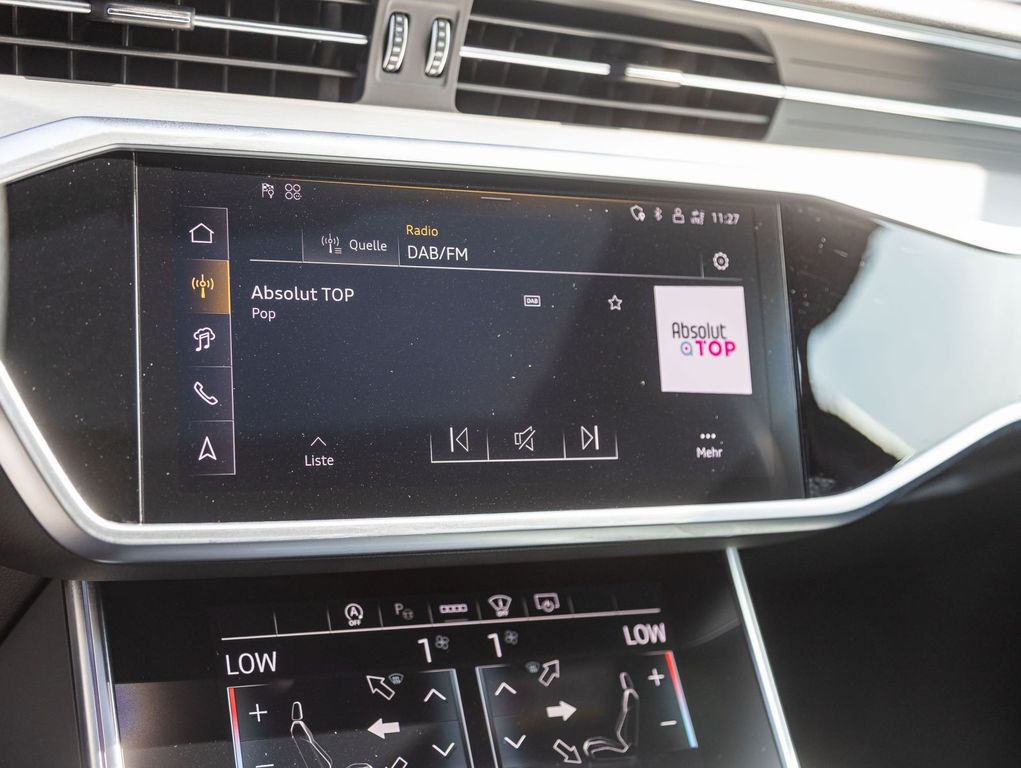 11:27
Radio
Quelle
DAB/FM
Absolut TOP
DAB
Pop
Absolut
TOP
Liste
Mehr
A
OFF
P
OFF
1
1
LOW
LOW